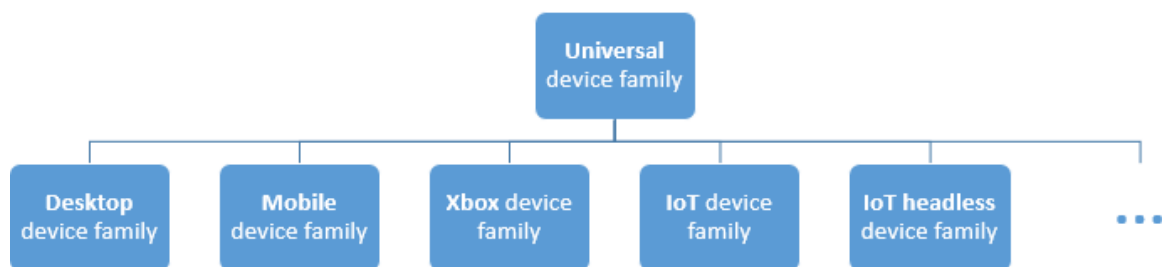 Universal
device family
Desktop
device family
Mobile
device family
Xbox device
family
IoT device
family
IoT headless
device family
...